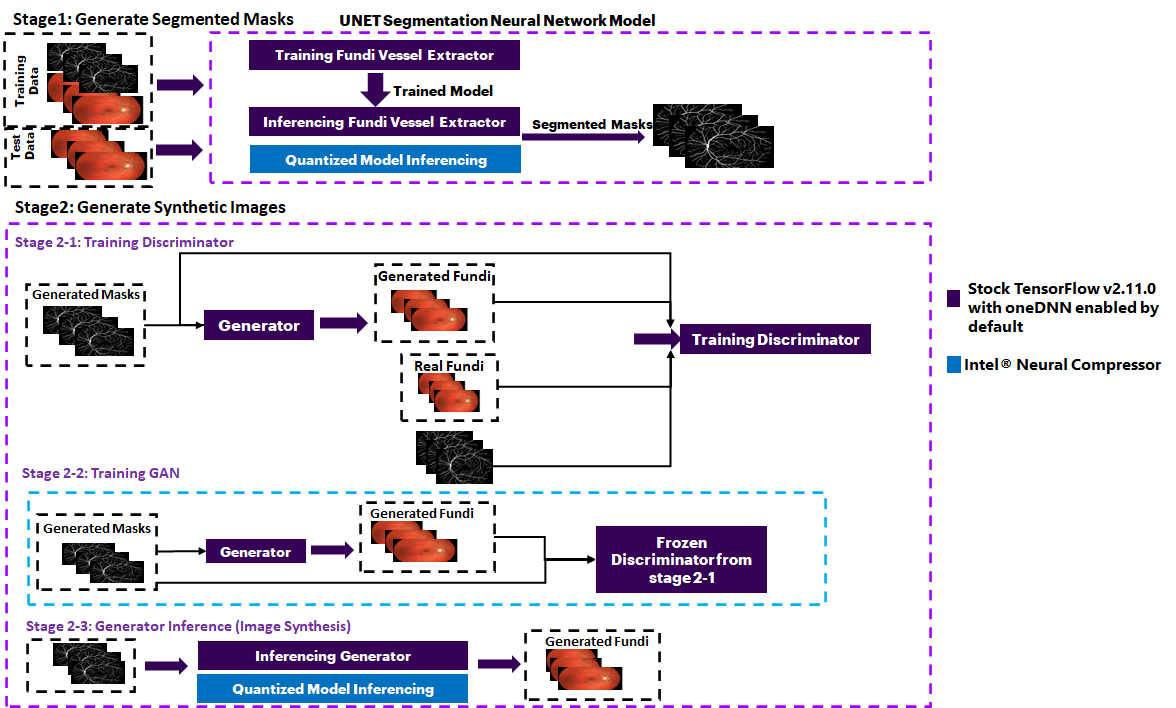 Stage1: Generate Segmented Masks
UNET Segmentation Neural Network Model
Training
Data
Test
Data
Training Fundi Vessel Extractor
Trained Model
Inferencing Fundi Vessel Extractor
Quantized Model Inferencing
Segmented Masks
Stage2: Generate Synthetic Images
Stage 2-1: Training Discriminator
Generated Masks
Generator
Generated Fundi
Real Fundi
Training Discriminator
Stock TensorFlow v2.11.0
with oneDNN enabled by
default
Intel® Neural Compressor
Stage 2-2: Training GAN
Generated Masks
Generator
Generated Fundi
Frozen
Discriminator from
stage 2-1
Stage 2-3: Generator Inference (Image Synthesis)
Inferencing Generator
Quantized Model Inferencing
Generated Fundi